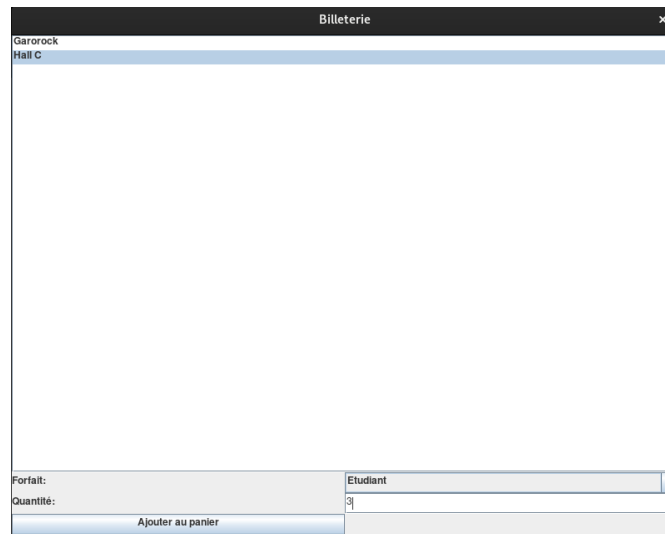 Billeterie ×
Garorock
Hall C
Forfait: Etudiant
Quantité: 3
Ajouter au panier